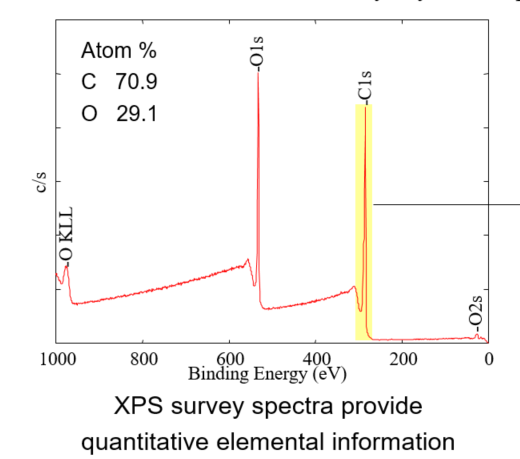 Atom %
C 70.9
O 29.1
-O KLL
-O1s
-C1s
-O2s
c/s
1000 800 600 400 200 0
Binding Energy (eV)
XPS survey spectra provide
quantitative elemental information